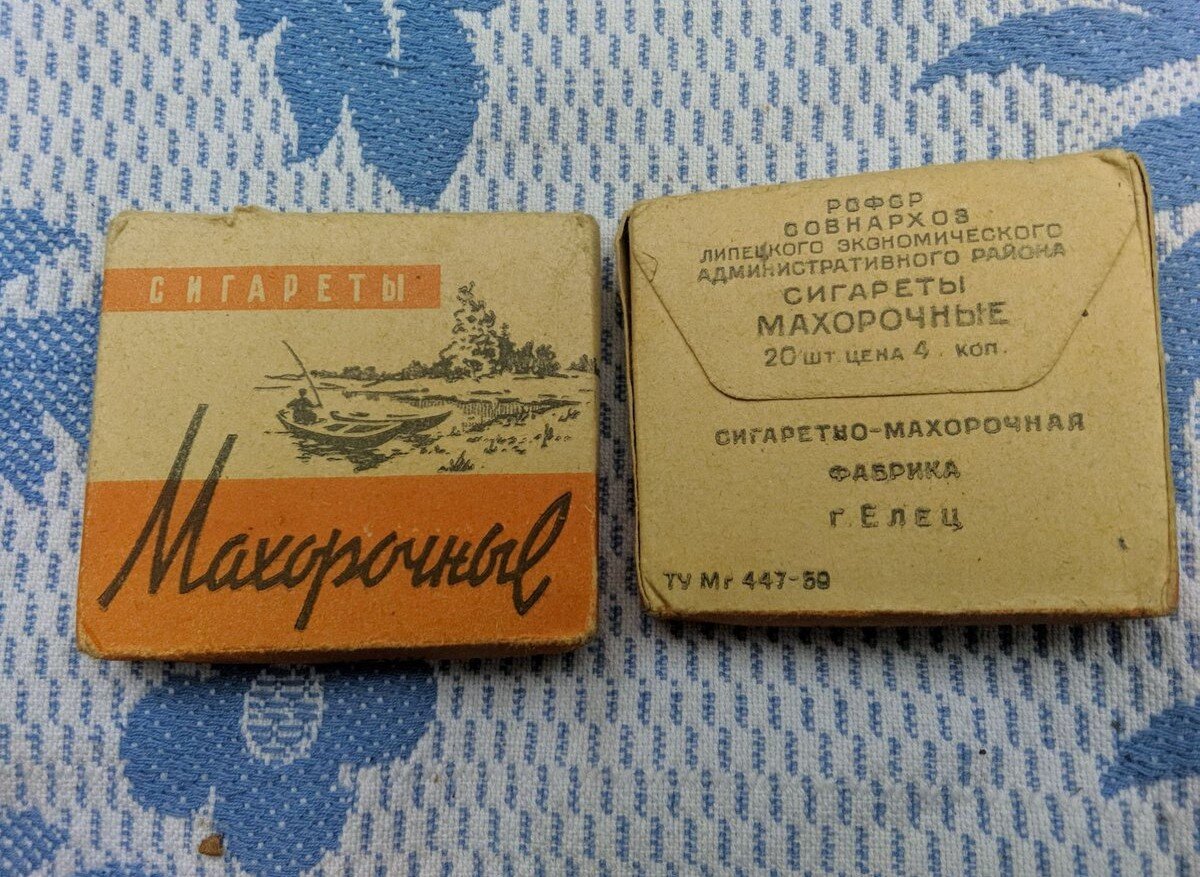 СИГАРЕТЫ
Махорочные
РСФСР
СОВНАРХОЗ
ЛИПЕЦКОГО ЭКОНОМИЧЕСКОГО
АДМИНИСТРАТИВНОГО РАЙОНА
СИГАРЕТЫ
МАХОРОЧНЫЕ
20 ШТ. ЦЕНА 4 КОП.
СИГАРЕТНО-МАХОРОЧНАЯ
ФАБРИКА
Г. ЕЛЕЦ
ТУ Мг 447-59